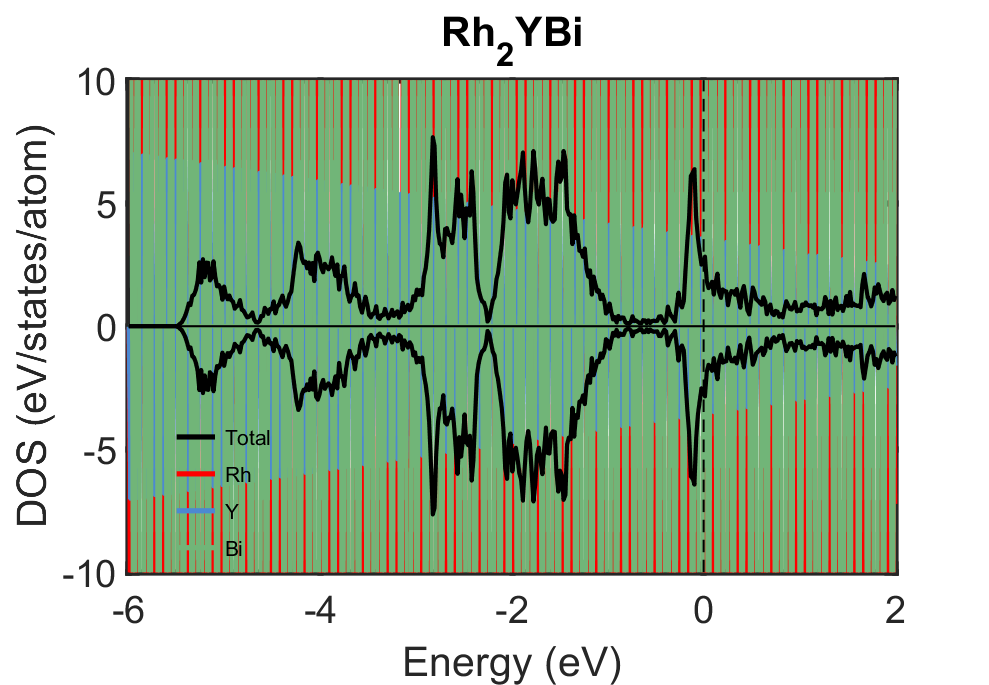 Rh₂YBi
DOS (eV/states/atom)
10
5
0
-5
-10
Total
Rh
Y
Bi
-6 -4 -2 0 2
Energy (eV)